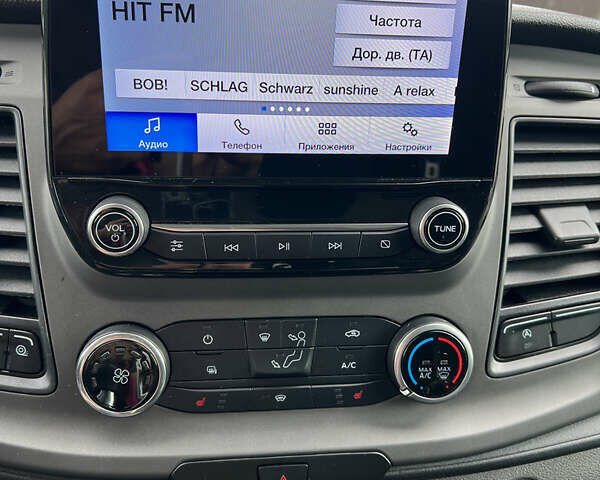 HIT FM
Частота
Дор. дв. (TA)
BOB! SCHLAG Schwarz sunshine A relax
Аудио Телефон Приложения Настройки
VOL
TUNE
A/C
MAX A/C MAX